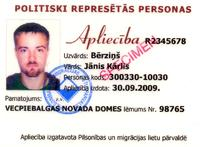 POLITISKI REPRESĒTĀS PERSONAS
Apliecība R2345678
Uzvārds: Bērziņš
Vārds: Jānis Kārlis
Personas kods: 300330-10030
Apliecība izdota: 30.09.2009.
SPECIMEN
Pamatojums:
VECPIEBALGAS NOVADA DOMES lēmums Nr. 98765
Apliecība izgatavota Pilsonības un migrācijas lietu pārvaldē